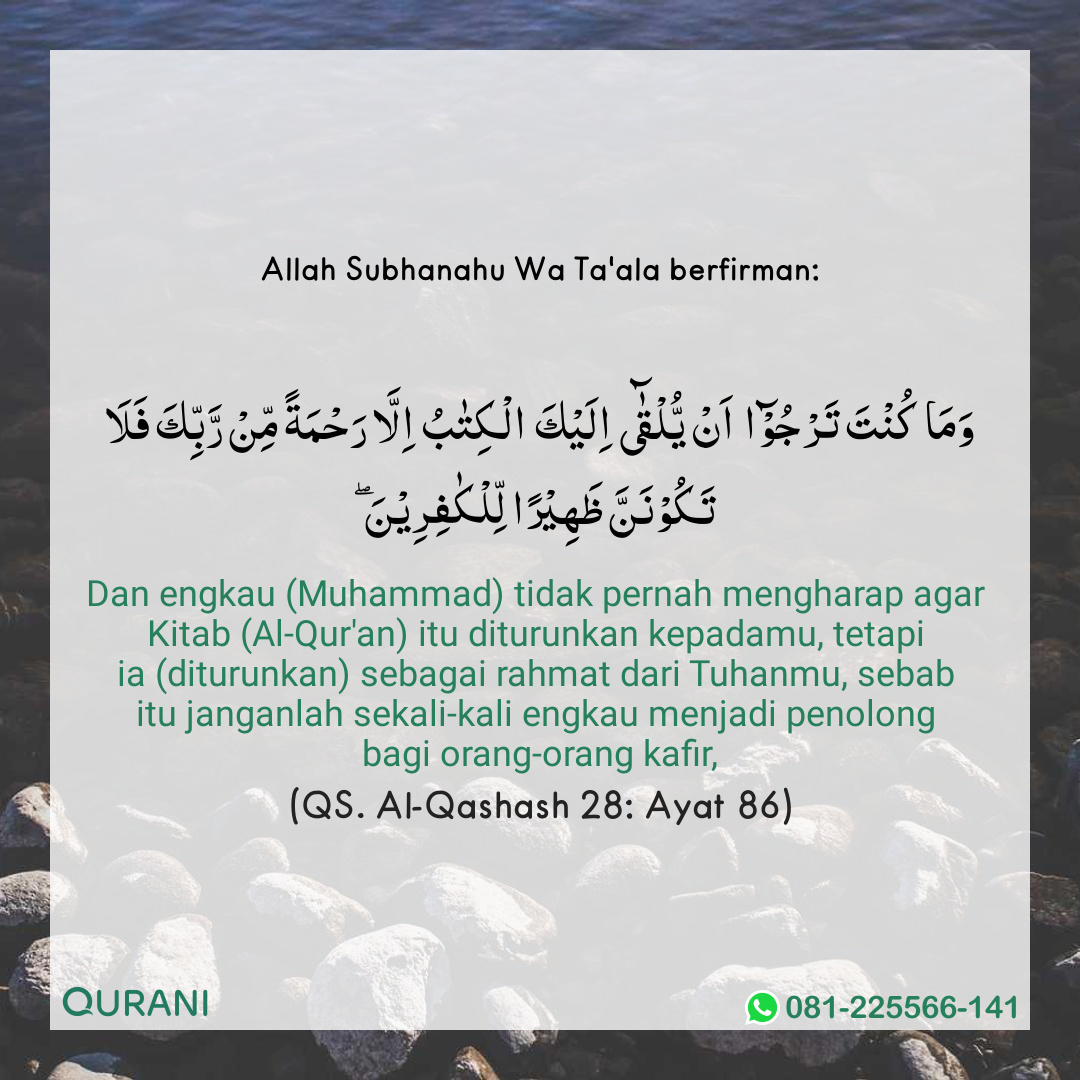 Allah Subhanahu Wa Ta'ala berfirman:
وَمَا كُنْتَ تَرْجُوْٓا اَنْ يُّلْقٰٓى اِلَيْكَ الْكِتٰبُ اِلَّا رَحْمَةً مِّنْ رَّبِّكَ فَلَا
تَكُوْنَنَّ ظَهِيْرًا لِّلْكٰفِرِيْنَ ۖ
Dan engkau (Muhammad) tidak pernah mengharap agar
Kitab (Al-Qur'an) itu diturunkan kepadamu, tetapi
ia (diturunkan) sebagai rahmat dari Tuhanmu, sebab
itu janganlah sekali-kali engkau menjadi penolong
bagi orang-orang kafir,
(QS. Al-Qashash 28: Ayat 86)
QURANI
081-225566-141